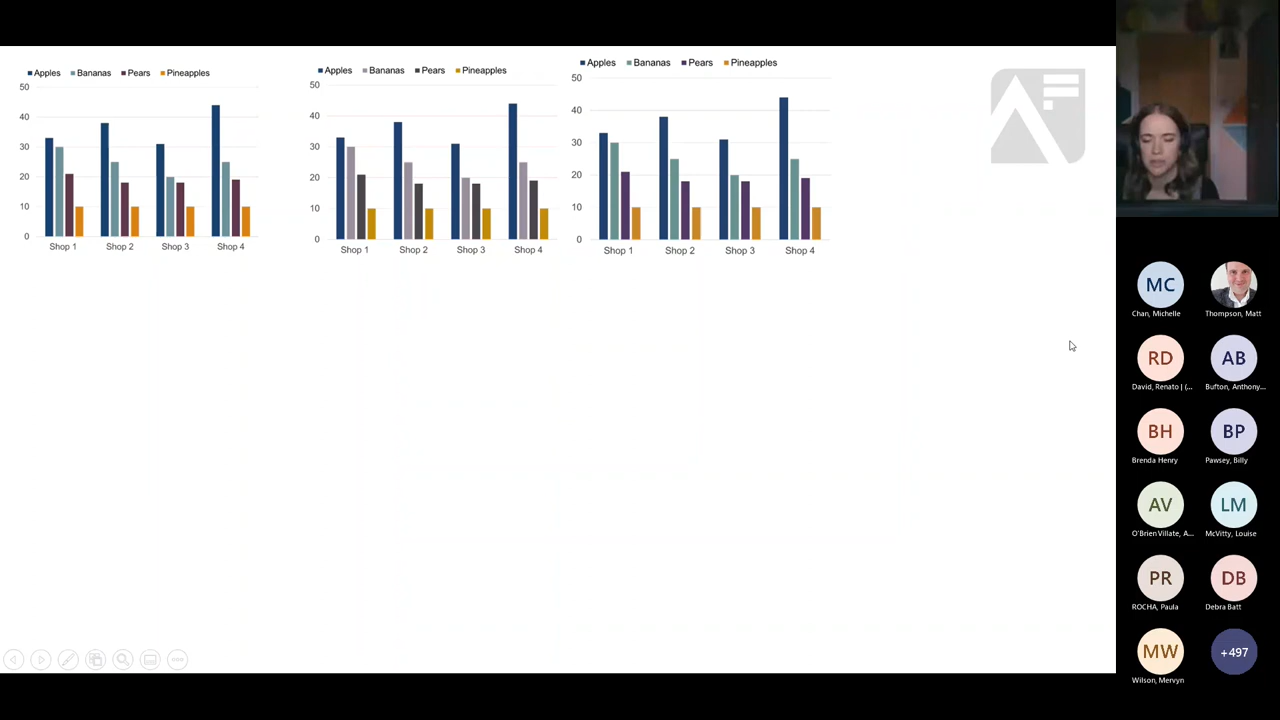 Apples Bananas Pears Pineapples
50
40
30
20
10
0
Shop 1 Shop 2 Shop 3 Shop 4
Apples Bananas Pears Pineapples
50
40
30
20
10
0
Shop 1 Shop 2 Shop 3 Shop 4
Apples Bananas Pears Pineapples
50
40
30
20
10
0
Shop 1 Shop 2 Shop 3 Shop 4
MC
Chan, Michelle
Thompson, Matt
RD
David, Renato | (...
AB
Bufton, Anthony...
BH
Brenda Henry
BP
Pawsey, Billy
AV
O'Brien Villate, A...
LM
McVitty, Louise
PR
ROCHA, Paula
DB
Debra Batt
MW
Wilson, Mervyn
+497